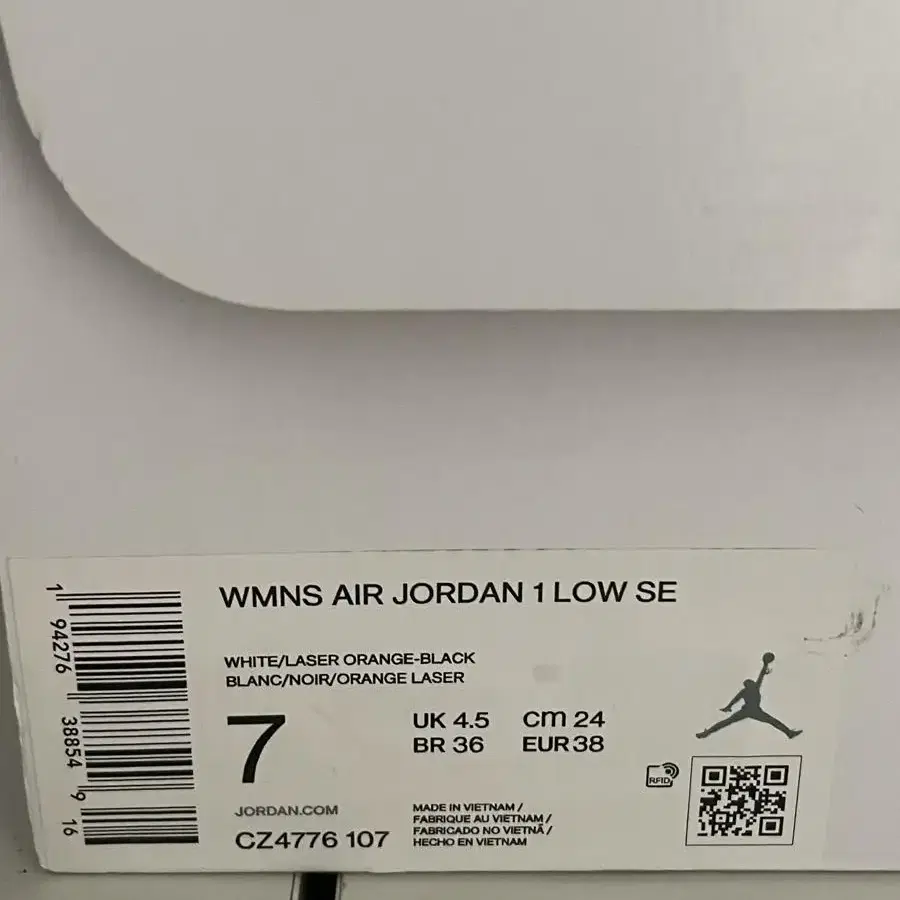 WMNS AIR JORDAN 1 LOW SE
WHITE/LASER ORANGE-BLACK
BLANC/NOIR/ORANGE LASER
7
UK 4.5 cm 24
BR 36 EUR 38
JORDAN.COM
CZ4776 107
MADE IN VIETNAM /
FABRIQUE AU VIETNAM /
FABRICADO NO VIETNÃ /
HECHO EN VIETNAM
RFID
1 94276 38854 9 16